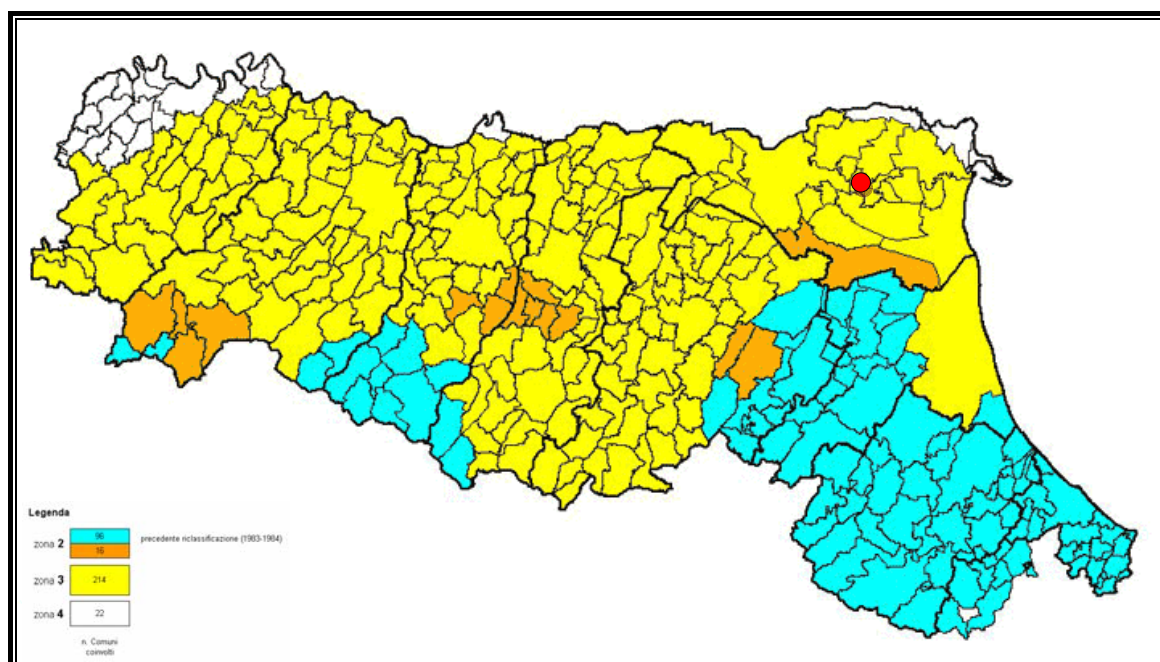 Legenda
zona 2
96
precedente riclassificazione (1983-1984)
16
zona 3
214
zona 4
22
n. Comuni
coinvolti